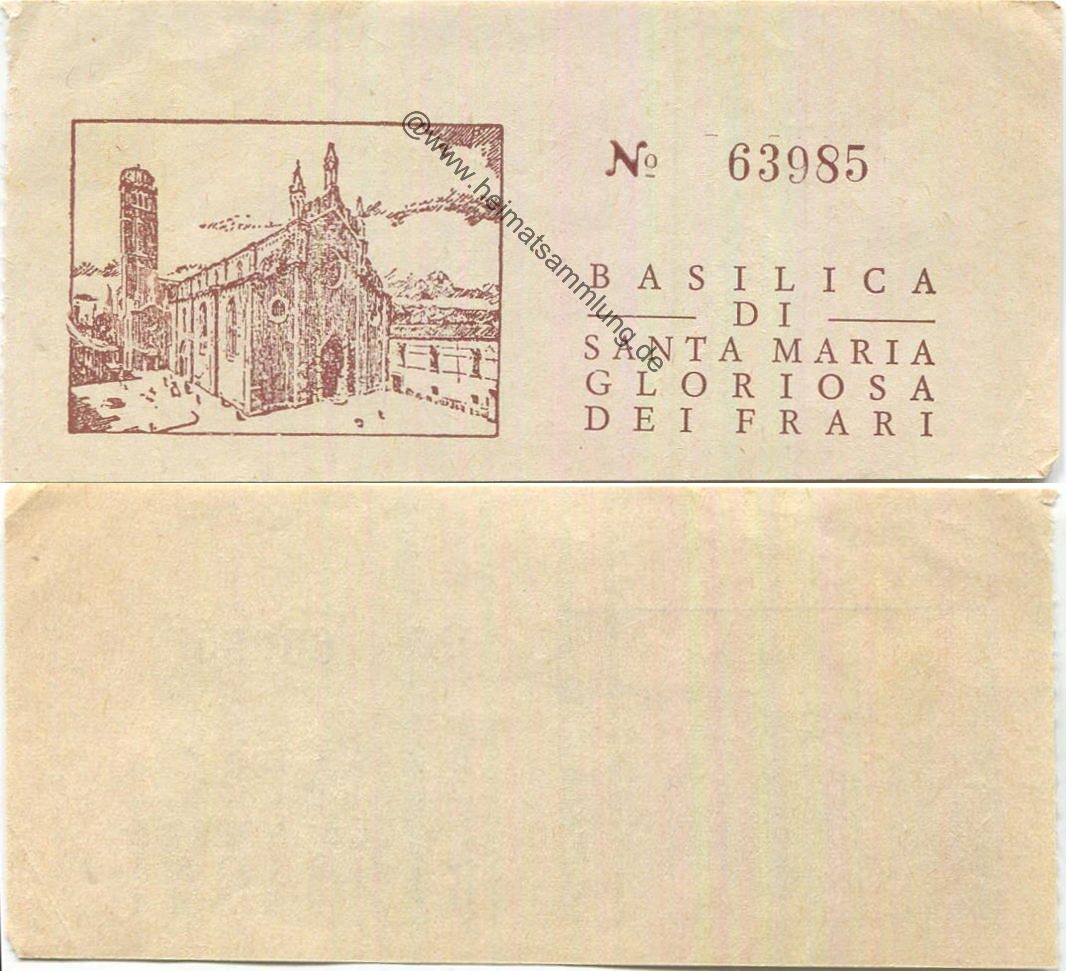 № 63985
BASILICA
DI
SANTA MARIA
GLORIOSA
DEI FRARI
@www.heimatsammlung.de